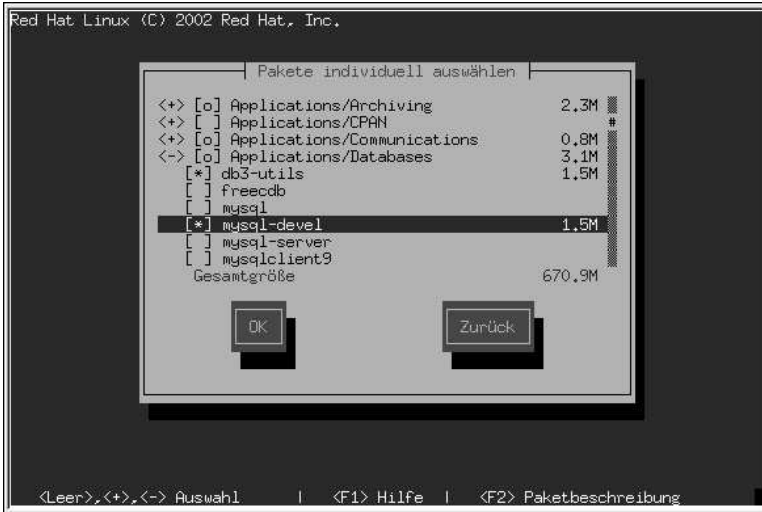 Red Hat Linux (C) 2002 Red Hat, Inc.
Pakete individuell auswählen
<+> [o] Applications/Archiving 2.3M
<+> [ ] Applications/CPAN
<+> [o] Applications/Communications 0.8M
<-> [o] Applications/Databases 3.1M
[*] db3-utils 1.5M
[ ] freecdb
[ ] mysql
[*] mysql-devel 1.5M
[ ] mysql-server
[ ] mysqlclient9
Gesamtgröße 670.9M
OK Zurück
<Leer>,<+>,<-> Auswahl | <F1> Hilfe | <F2> Paketbeschreibung